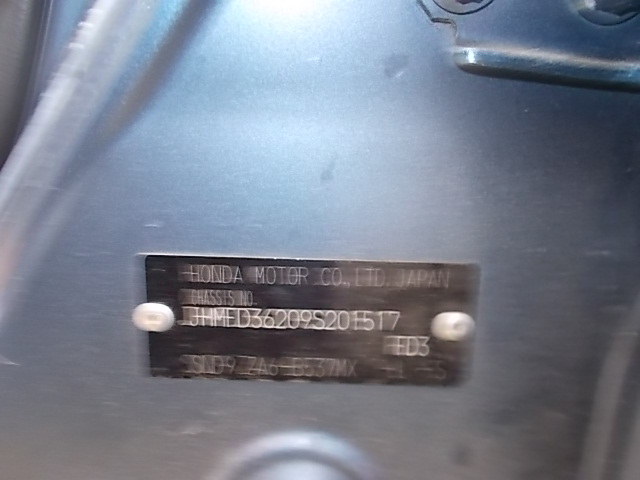 HONDA MOTOR CO.,LTD.JAPAN
CHASSIS NO.
JHMED36209S201517
ED3